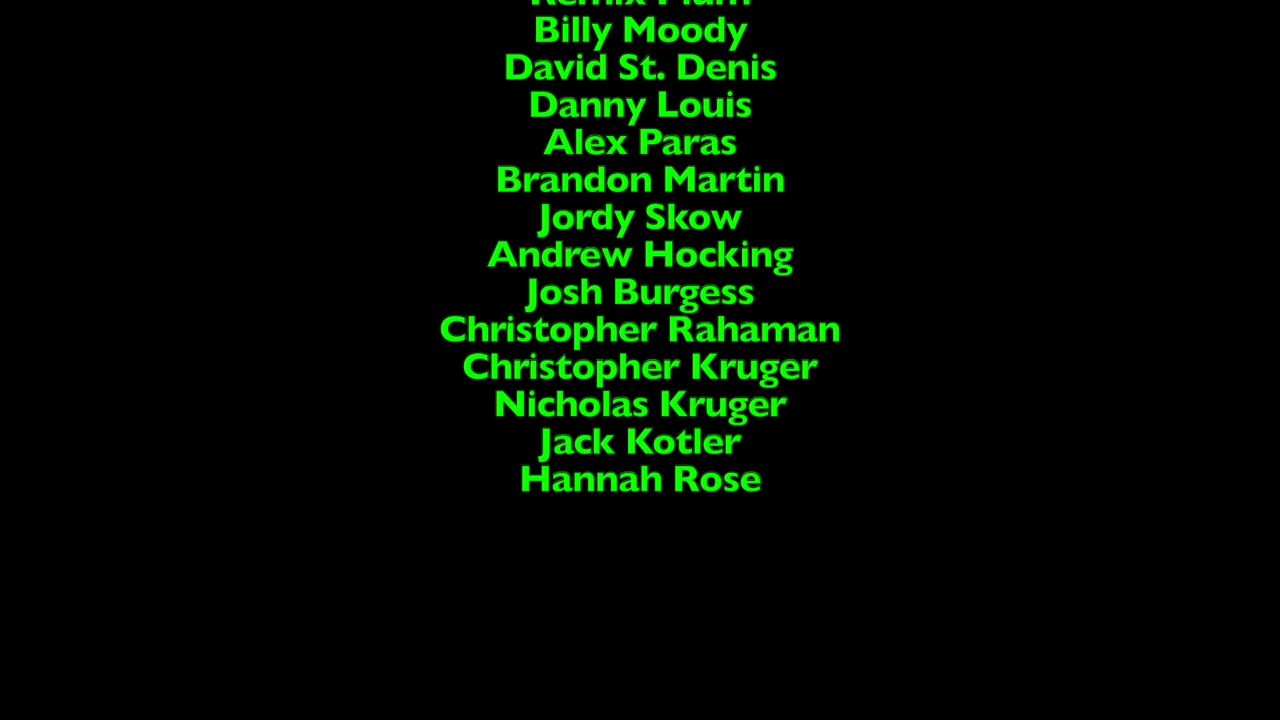 Billy Moody
David St. Denis
Danny Louis
Alex Paras
Brandon Martin
Jordy Skow
Andrew Hocking
Josh Burgess
Christopher Rahaman
Christopher Kruger
Nicholas Kruger
Jack Kotler
Hannah Rose